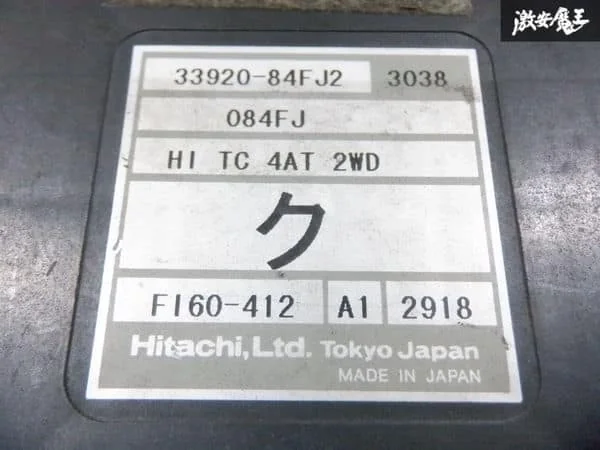 激安魔王
33920-84FJ2 3038
084FJ
HI TC 4AT 2WD
ク
FI60-412 A1 2918
Hitachi,Ltd. Tokyo Japan
MADE IN JAPAN